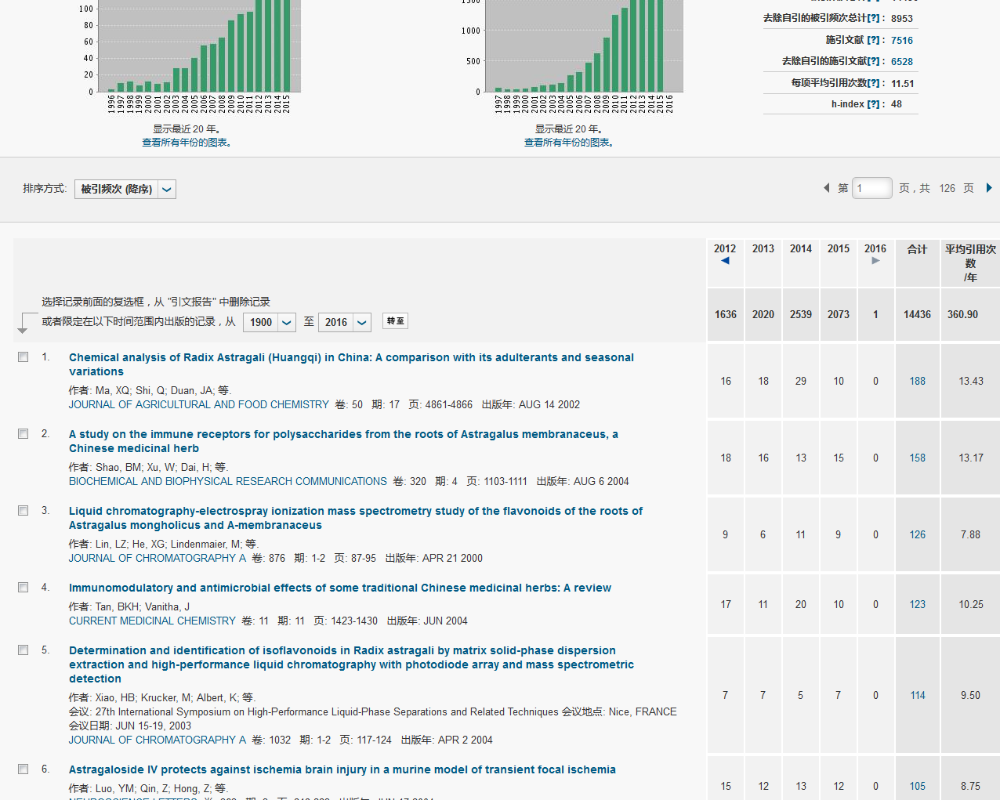 100
80
60
40
20
0
1996 1997 1998 1999 2000 2001 2002 2003 2004 2005 2006 2007 2008 2009 2010 2011 2012 2013 2014 2015
显示最近 20 年。
查看所有年份的图表。
1500
1000
500
0
1997 1998 1999 2000 2001 2002 2003 2004 2005 2006 2007 2008 2009 2010 2011 2012 2013 2014 2015 2016
显示最近 20 年。
查看所有年份的图表。
去除自引的被引频次总计[?] : 8953
施引文献 [?] : 7516
去除自引的施引文献[?] : 6528
每项平均引用次数[?] : 11.51
h-index [?] : 48
排序方式: 被引频次 (降序)
第 1 页，共 126 页
2012 2013 2014 2015 2016 合计 平均引用次
数
/年
选择记录前面的复选框，从 "引文报告" 中删除记录
或者限定在以下时间范围内出版的记录，从 1900 至 2016 转至
1636 2020 2539 2073 1 14436 360.90
1. Chemical analysis of Radix Astragali (Huangqi) in China: A comparison with its adulterants and seasonal
variations
作者: Ma, XQ; Shi, Q; Duan, JA; 等.
JOURNAL OF AGRICULTURAL AND FOOD CHEMISTRY 卷: 50 期: 17 页: 4861-4866 出版年: AUG 14 2002
16 18 29 10 0 188 13.43
2. A study on the immune receptors for polysaccharides from the roots of Astragalus membranaceus, a
Chinese medicinal herb
作者: Shao, BM; Xu, W; Dai, H; 等.
BIOCHEMICAL AND BIOPHYSICAL RESEARCH COMMUNICATIONS 卷: 320 期: 4 页: 1103-1111 出版年: AUG 6 2004
18 16 13 15 0 158 13.17
3. Liquid chromatography-electrospray ionization mass spectrometry study of the flavonoids of the roots of
Astragalus mongholicus and A-membranaceus
作者: Lin, LZ; He, XG; Lindenmaier, M; 等.
JOURNAL OF CHROMATOGRAPHY A 卷: 876 期: 1-2 页: 87-95 出版年: APR 21 2000
9 6 11 9 0 126 7.88
4. Immunomodulatory and antimicrobial effects of some traditional Chinese medicinal herbs: A review
作者: Tan, BKH; Vanitha, J
CURRENT MEDICINAL CHEMISTRY 卷: 11 期: 11 页: 1423-1430 出版年: JUN 2004
17 11 20 10 0 123 10.25
5. Determination and identification of isoflavonoids in Radix astragali by matrix solid-phase dispersion
extraction and high-performance liquid chromatography with photodiode array and mass spectrometric
detection
作者: Xiao, HB; Krucker, M; Albert, K; 等.
会议: 27th International Symposium on High-Performance Liquid-Phase Separations and Related Techniques 会议地点: Nice, FRANCE
会议日期: JUN 15-19, 2003
JOURNAL OF CHROMATOGRAPHY A 卷: 1032 期: 1-2 页: 117-124 出版年: APR 2 2004
7 7 5 7 0 114 9.50
6. Astragaloside IV protects against ischemia brain injury in a murine model of transient focal ischemia
作者: Luo, YM; Qin, Z; Hong, Z; 等.
15 12 13 12 0 105 8.75